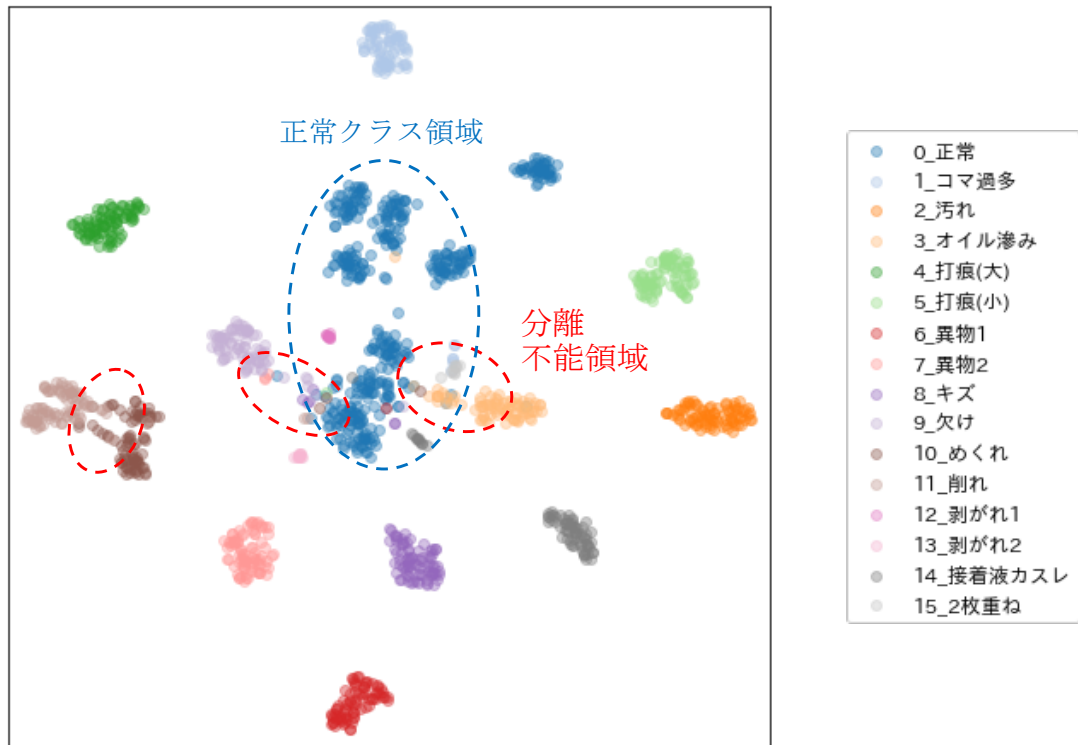 正常クラス領域
分離
不能領域
0_正常
1_コマ過多
2_汚れ
3_オイル滲み
4_打痕(大)
5_打痕(小)
6_異物1
7_異物2
8_キズ
9_欠け
10_めくれ
11_削れ
12_剥がれ1
13_剥がれ2
14_接着液カスレ
15_2枚重ね